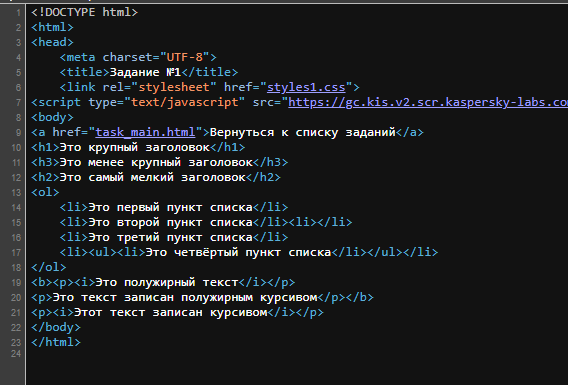 1 <!DOCTYPE html>
2 <html>
3 <head>
4     <meta charset="UTF-8">
5     <title>Задание №1</title>
6     <link rel="stylesheet" href="styles1.css">
7 <script type="text/javascript" src="https://gc.kis.v2.scr.kaspersky-labs.com
8 <body>
9 <a href="task_main.html">Вернуться к списку заданий</a>
10 <h1>Это крупный заголовок</h1>
11 <h3>Это менее крупный заголовок</h3>
12 <h2>Это самый мелкий заголовок</h2>
13 <ol>
14     <li>Это первый пункт списка</li>
15     <li>Это второй пункт списка</li><li></li>
16     <li>Это третий пункт списка</li>
17     <li><ul><li>Это четвёртый пункт списка</li></ul></li>
18 </ol>
19 <b><p><i>Это полужирный текст</i></p>
20 <p>Это текст записан полужирным курсивом</p></b>
21 <p><i>Этот текст записан курсивом</i></p>
22 </body>
23 </html>
24